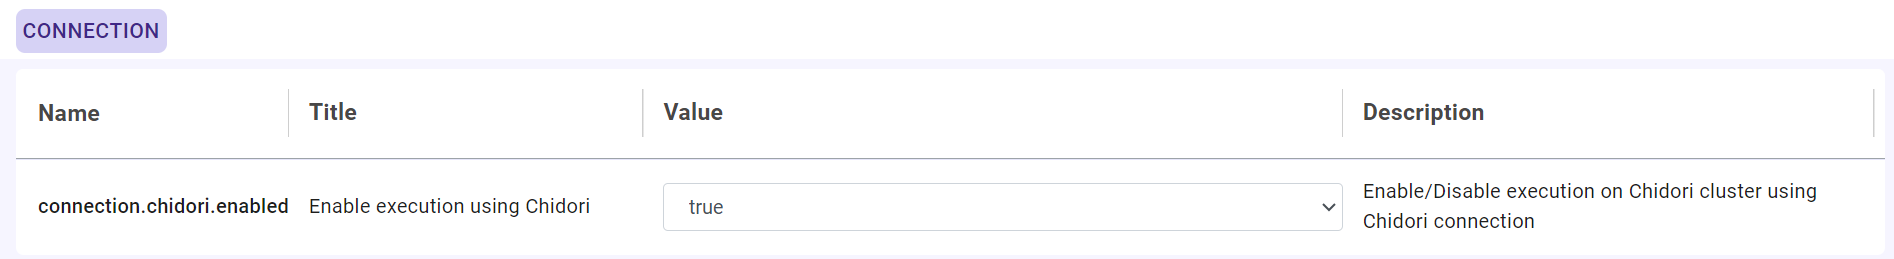 CONNECTION
Name Title Value Description
connection.chidori.enabled Enable execution using Chidori true Enable/Disable execution on Chidori cluster using
Chidori connection